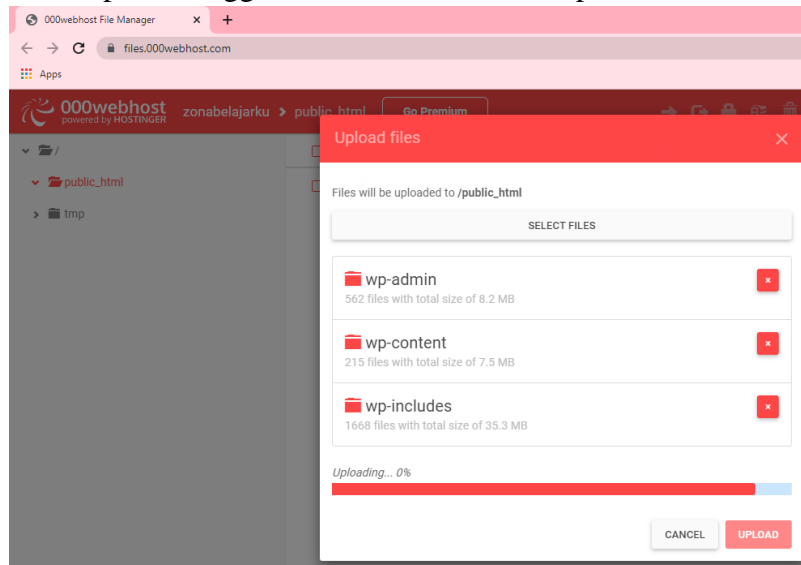 000webhost File Manager
files.000webhost.com
Apps
000webhost
powered by HOSTINGER
zonabelajarku > public_html
Go Premium
/
public_html
tmp
Upload files
Files will be uploaded to /public_html
SELECT FILES
wp-admin
562 files with total size of 8.2 MB
wp-content
215 files with total size of 7.5 MB
wp-includes
1668 files with total size of 35.3 MB
Uploading... 0%
CANCEL
UPLOAD